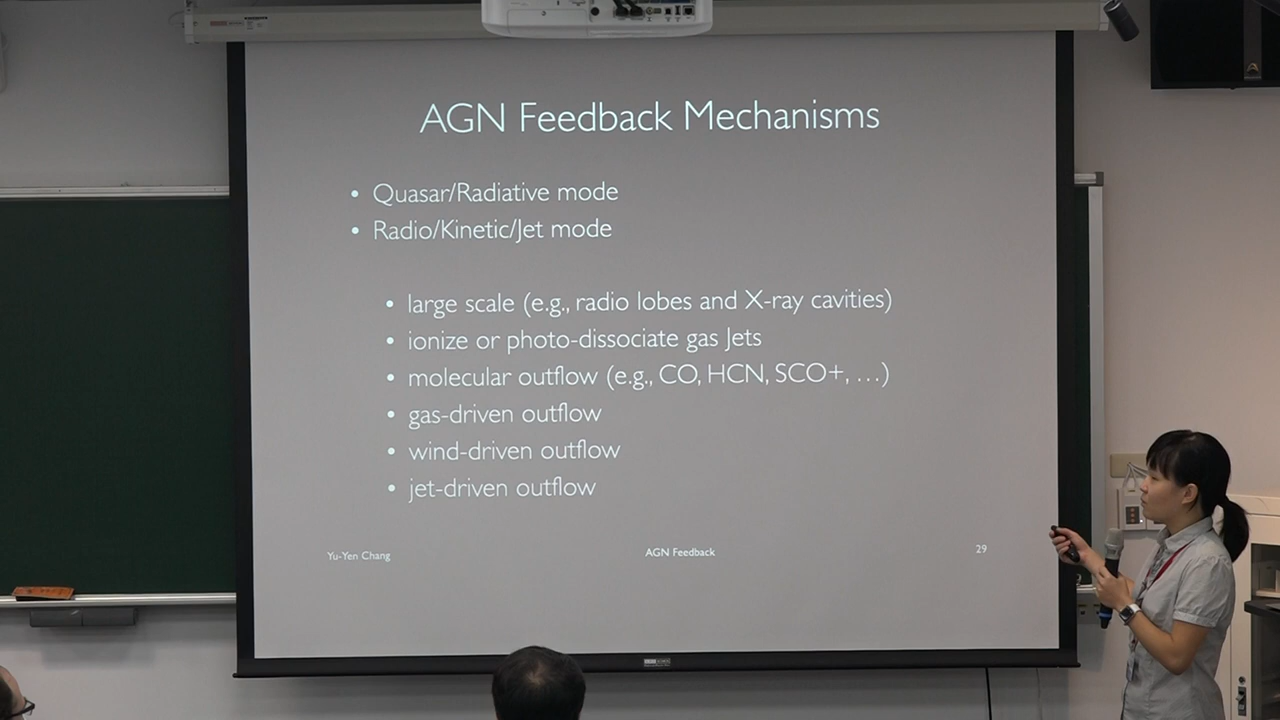 AGN Feedback Mechanisms
• Quasar/Radiative mode
• Radio/Kinetic/Jet mode
• large scale (e.g., radio lobes and X-ray cavities)
• ionize or photo-dissociate gas Jets
• molecular outflow (e.g., CO, HCN, SCO+, …)
• gas-driven outflow
• wind-driven outflow
• jet-driven outflow
Yu-Yen Chang
AGN Feedback
29